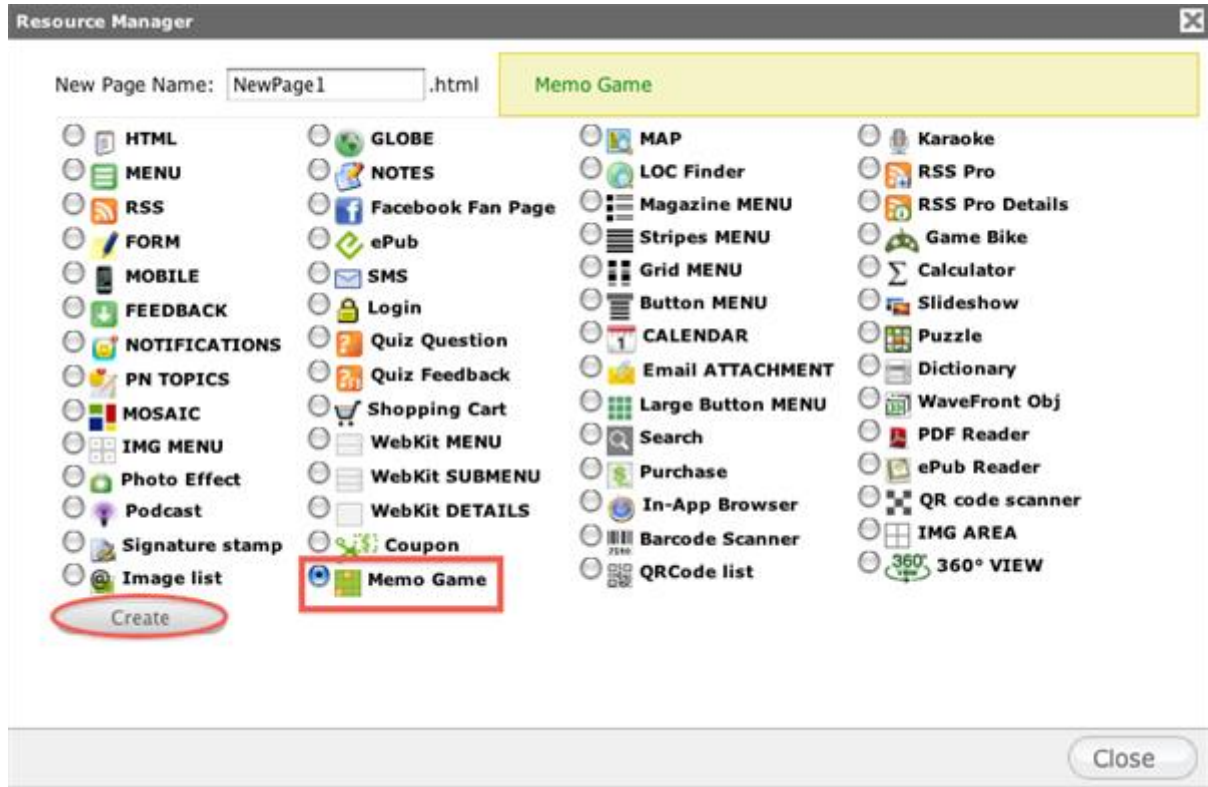 Resource Manager
New Page Name: NewPage1 .html Memo Game
HTML GLOBE MAP Karaoke
MENU NOTES LOC Finder RSS Pro
RSS Facebook Fan Page Magazine MENU RSS Pro Details
FORM ePub Stripes MENU Game Bike
MOBILE SMS Grid MENU Calculator
FEEDBACK Login Button MENU Slideshow
NOTIFICATIONS Quiz Question CALENDAR Puzzle
PN TOPICS Quiz Feedback Email ATTACHMENT Dictionary
MOSAIC Shopping Cart Large Button MENU WaveFront Obj
IMG MENU WebKit MENU Search PDF Reader
Photo Effect WebKit SUBMENU Purchase ePub Reader
Podcast WebKit DETAILS In-App Browser QR code scanner
Signature stamp Coupon Barcode Scanner IMG AREA
Image list Memo Game QRCode list 360° 360° VIEW
Create
Close